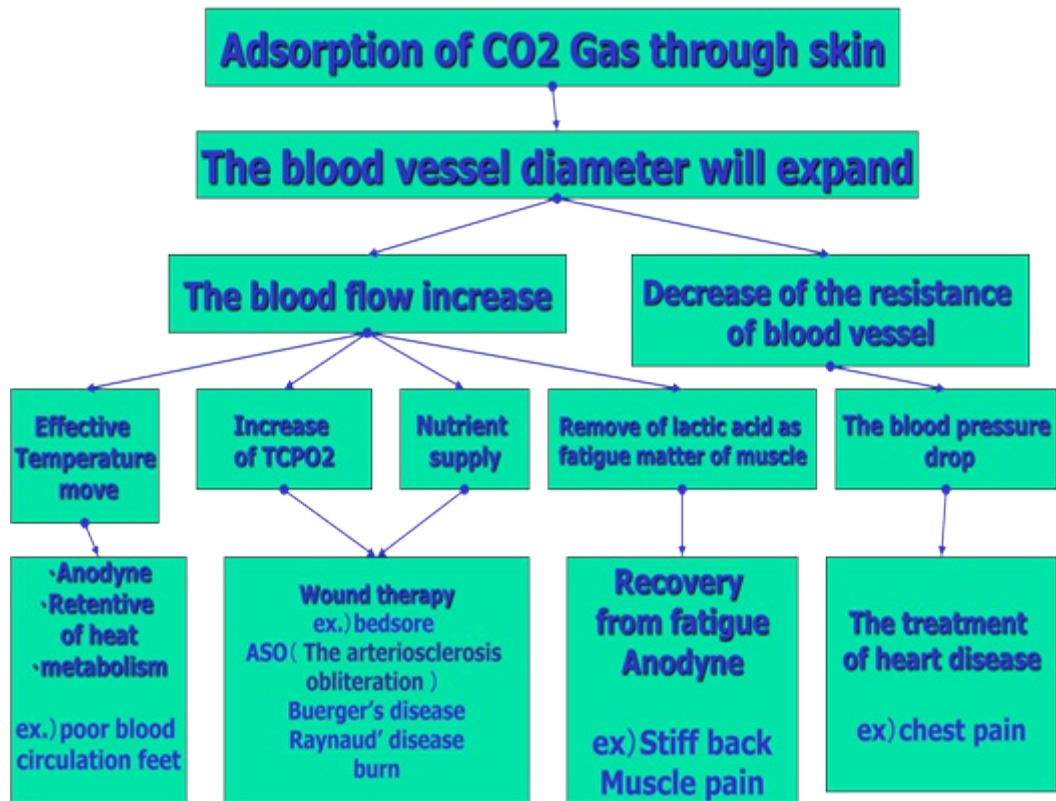 Adsorption of CO2 Gas through skin
The blood vessel diameter will expand
The blood flow increase
Decrease of the resistance
of blood vessel
Effective
Temperature
move
Increase
of TCPO2
Nutrient
supply
Remove of lactic acid as
fatigue matter of muscle
The blood pressure
drop
･Anodyne
･Retentive
of heat
･metabolism
ex.)poor blood
circulation feet
Wound therapy
ex.)bedsore
ASO( The arteriosclerosis
obliteration )
Buerger's disease
Raynaud' disease
burn
Recovery
from fatigue
Anodyne
ex)Stiff back
Muscle pain
The treatment
of heart disease
ex)chest pain